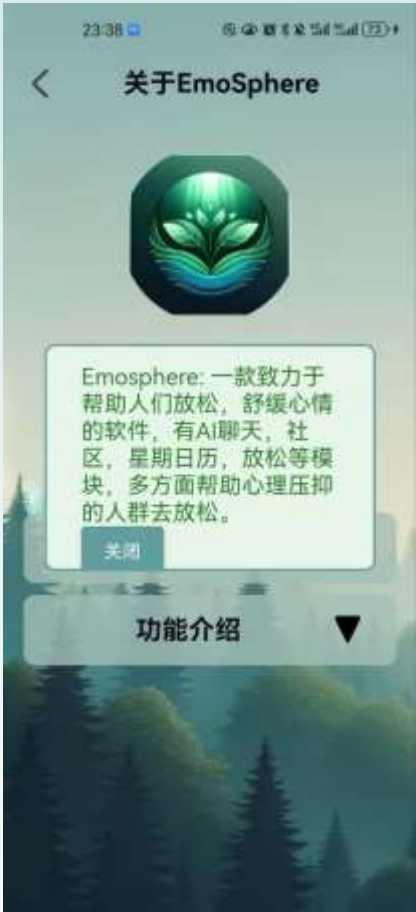 23:38
73
关于EmoSphere
Emosphere: 一款致力于
帮助人们放松，舒缓心情
的软件，有AI聊天，社
区，星期日历，放松等模
块，多方面帮助心理压抑
的人群去放松。
关闭
功能介绍